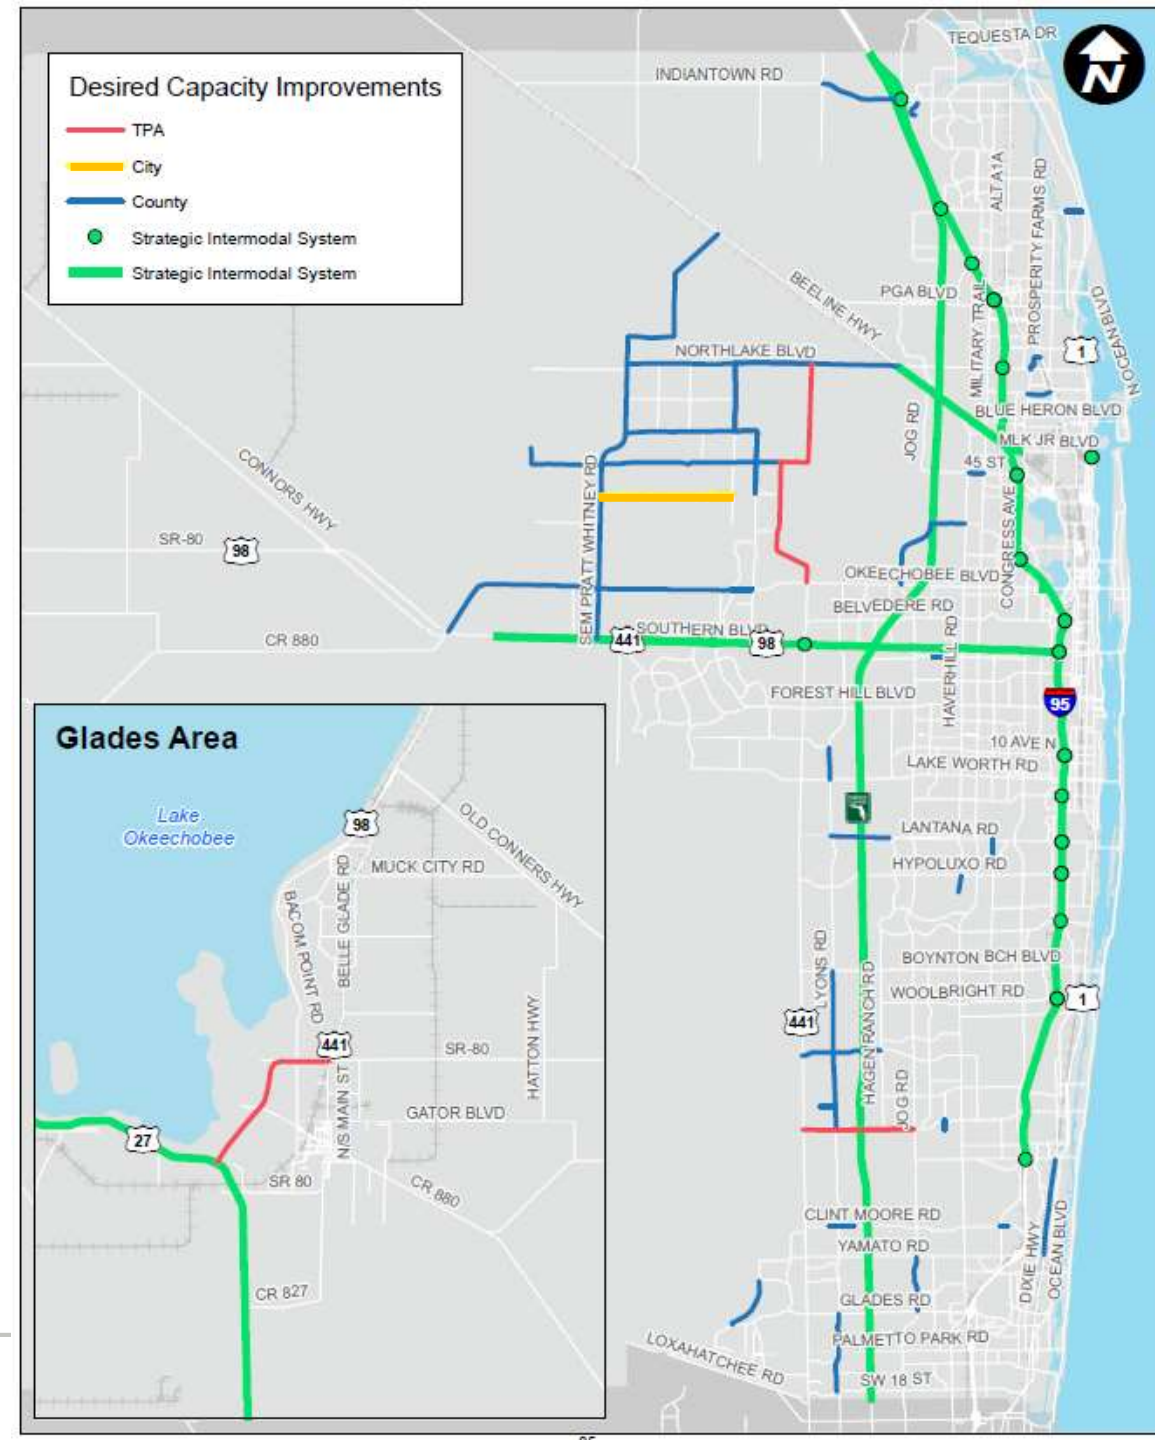 TEQUESTA DR
INDIANTOWN RD
N
Desired Capacity Improvements
TPA
City
County
Strategic Intermodal System
Strategic Intermodal System
ALT A1A
PROSPERITY FARMS RD
BEELINE HWY
PGA BLVD
MILITARY TRAIL
N OCEAN BLVD
1
NORTHLAKE BLVD
BLUE HERON BLVD
JOG RD
MLK JR BLVD
45 ST
CONNORS HWY
SEM PRATT WHITNEY RD
CONGRESS AVE
SR-80
98
OKEECHOBEE BLVD
BELVEDERE RD
CR 880
441
SOUTHERN BLVD
98
HAVERHILL RD
FOREST HILL BLVD
95
10 AVE N
LAKE WORTH RD
LANTANA RD
HYPOLUXO RD
LYONS RD
BOYNTON BCH BLVD
WOOLBRIGHT RD
1
441
HAGEN RANCH RD
JOG RD
CLINT MOORE RD
YAMATO RD
DIXIE HWY
OCEAN BLVD
GLADES RD
PALMETTO PARK RD
LOXAHATCHEE RD
SW 18 ST
Glades Area
Lake
Okeechobee
98
OLD CONNERS HWY
MUCK CITY RD
BACOM POINT RD
BELLE GLADE RD
441
SR-80
HATTON HWY
N/S MAIN ST
GATOR BLVD
27
SR 80
CR 880
CR 827